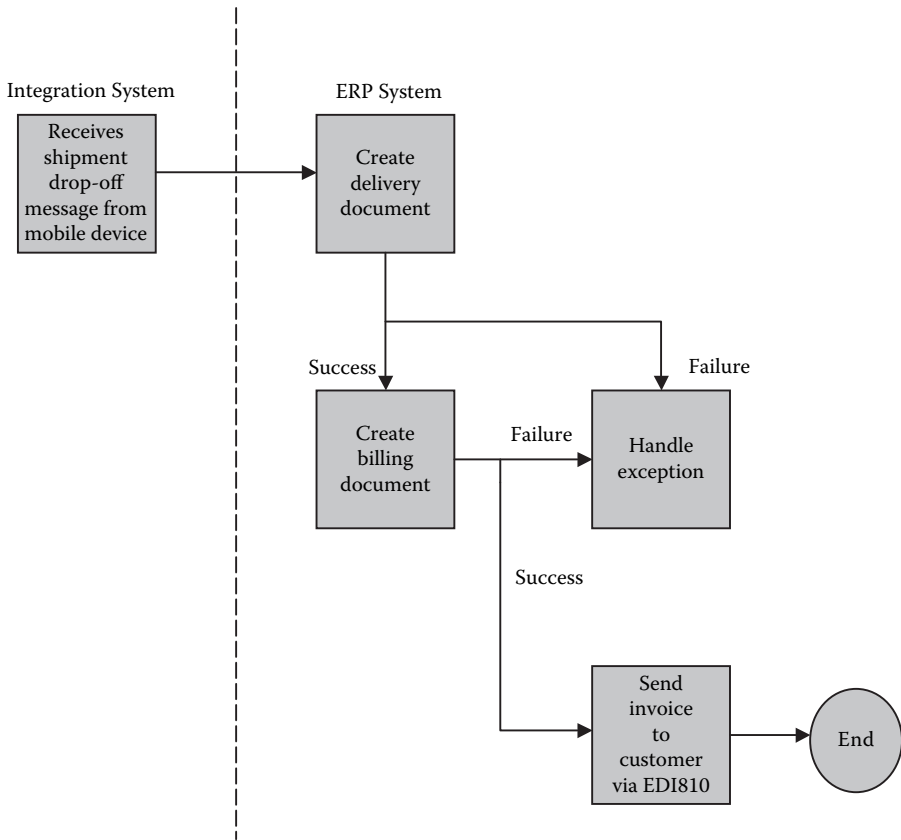 Integration System
ERP System
Receives
shipment
drop-off
message from
mobile device
Create
delivery
document
Success
Failure
Create
billing
document
Failure
Handle
exception
Success
Send
invoice
to
customer
via EDI810
End